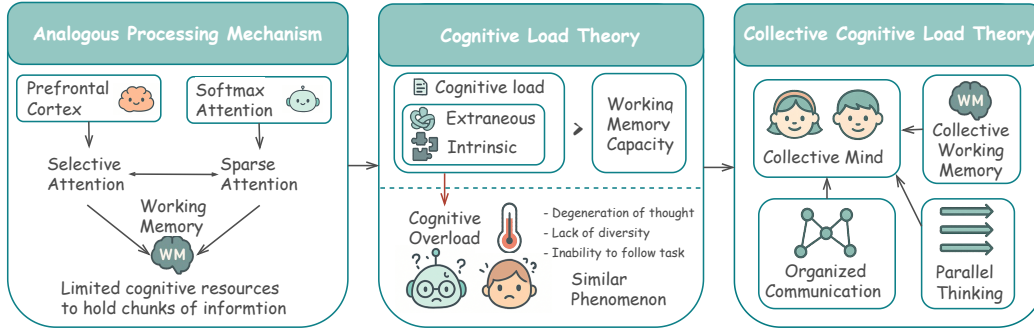 Analogous Processing Mechanism
Prefrontal
Cortex
Softmax
Attention
Selective
Attention
Sparse
Attention
Working
Memory
WM
Limited cognitive resources
to hold chunks of informtion
Cognitive Load Theory
Cognitive load
Extraneous
Intrinsic
>
Working
Memory
Capacity
Cognitive
Overload
- Degeneration of thought
- Lack of diversity
- Inability to follow task
? ? ? ?
Similar
Phenomenon
Collective Cognitive Load Theory
Collective Mind
WM
Collective
Working
Memory
Organized
Communication
Parallel
Thinking